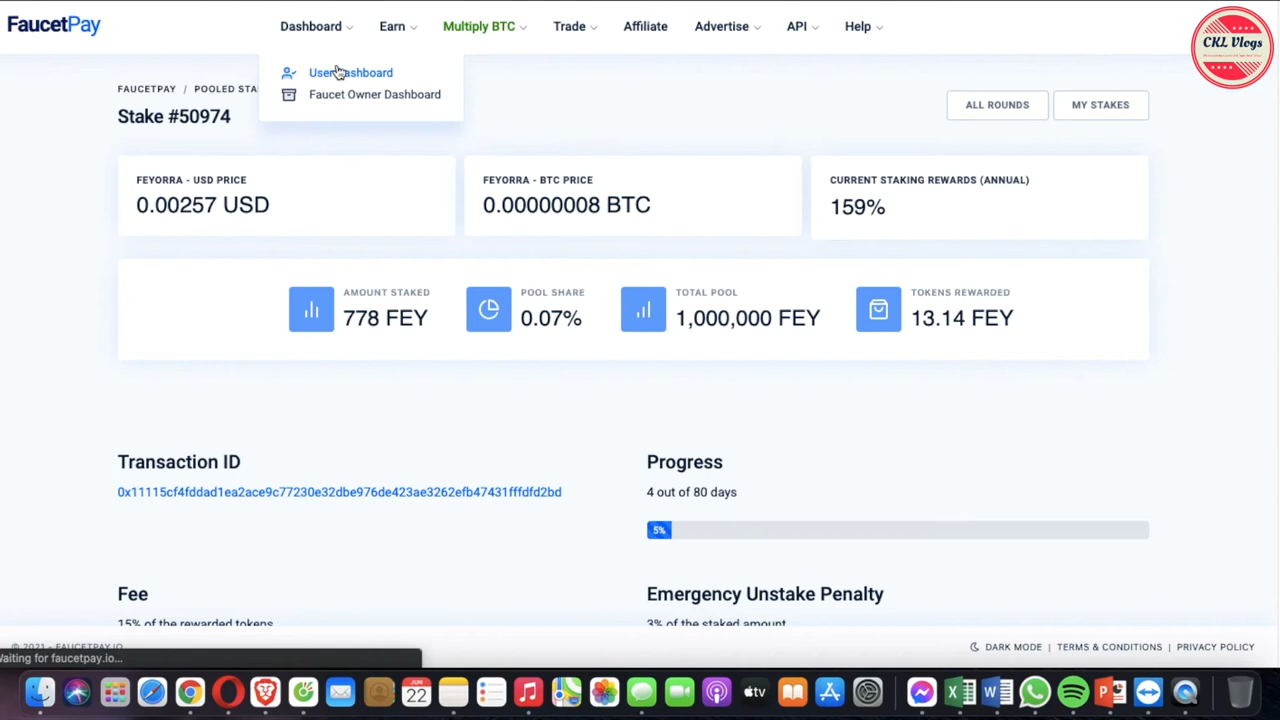 FaucetPay
Dashboard
Earn
Multiply BTC
Trade
Affiliate
Advertise
API
Help
CKL Vlogs
User Dashboard
Faucet Owner Dashboard
FAUCETPAY / POOLED STA
Stake #50974
ALL ROUNDS
MY STAKES
FEYORRA - USD PRICE
0.00257 USD
FEYORRA - BTC PRICE
0.00000008 BTC
CURRENT STAKING REWARDS (ANNUAL)
159%
AMOUNT STAKED
778 FEY
POOL SHARE
0.07%
TOTAL POOL
1,000,000 FEY
TOKENS REWARDED
13.14 FEY
Transaction ID
0x11115cf4fddad1ea2ace9c77230e32dbe976de423ae3262efb47431fffdfd2bd
Progress
4 out of 80 days
5%
Fee
15% of the rewarded tokens
Emergency Unstake Penalty
3% of the staked amount
© 2021 - FAUCETPAY.IO
DARK MODE | TERMS & CONDITIONS | PRIVACY POLICY
Waiting for faucetpay.io...
JUN
22
tv